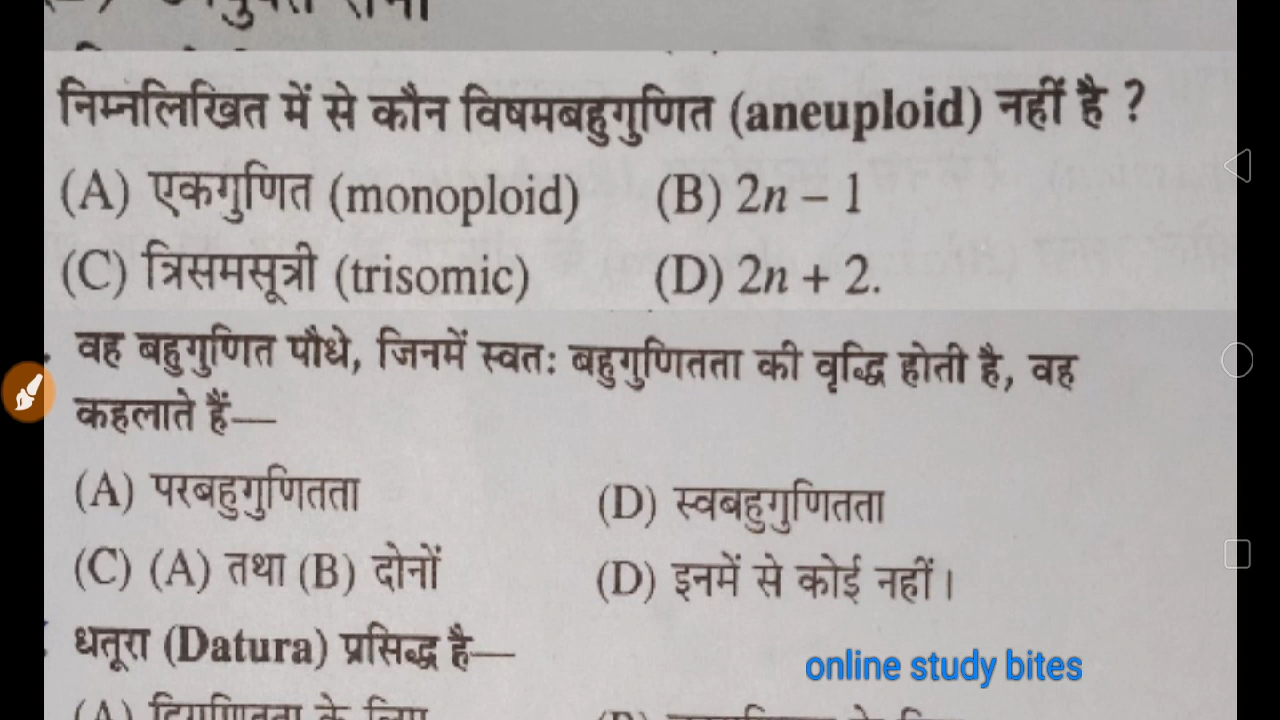 निम्नलिखित में से कौन विषमबहुगुणित (aneuploid) नहीं है ?
(A) एकगुणित (monoploid) (B) 2n – 1
(C) त्रिसमसूत्री (trisomic) (D) 2n + 2.
वह बहुगुणित पौधे, जिनमें स्वतः बहुगुणितता की वृद्धि होती है, वह
कहलाते हैं—
(A) परबहुगुणितता (D) स्वबहुगुणितता
(C) (A) तथा (B) दोनों (D) इनमें से कोई नहीं।
धतूरा (Datura) प्रसिद्ध है—
online study bites